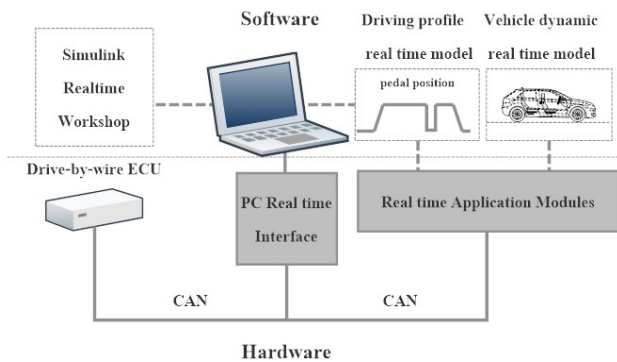 Software
Driving profile
real time model
Vehicle dynamic
real time model
Simulink
Realtime
Workshop
pedal position
Drive-by-wire ECU
PC Real time
Interface
Real time Application Modules
CAN
CAN
Hardware